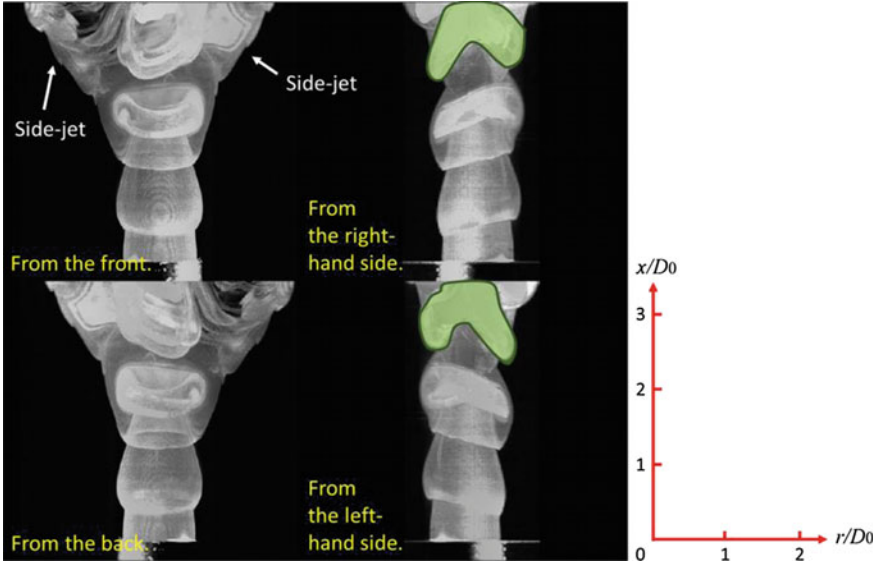 Side-jet
Side-jet
From the front.
From
the right-
hand side.
From the back.
From
the left-
hand side.
x/D0
3
2
1
0
1
2
r/D0